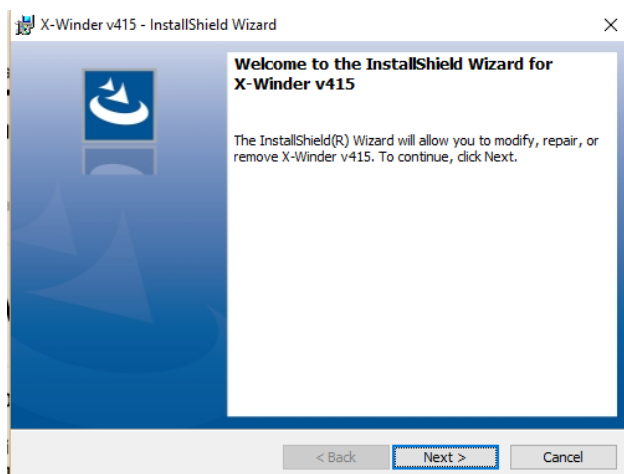 X-Winder v415 - InstallShield Wizard
Welcome to the InstallShield Wizard for
X-Winder v415
The InstallShield(R) Wizard will allow you to modify, repair, or
remove X-Winder v415. To continue, click Next.
< Back
Next >
Cancel